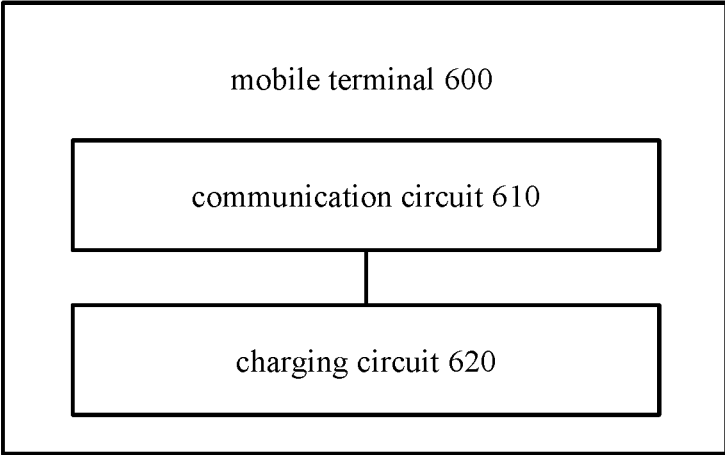 mobile terminal 600
communication circuit 610
charging circuit 620